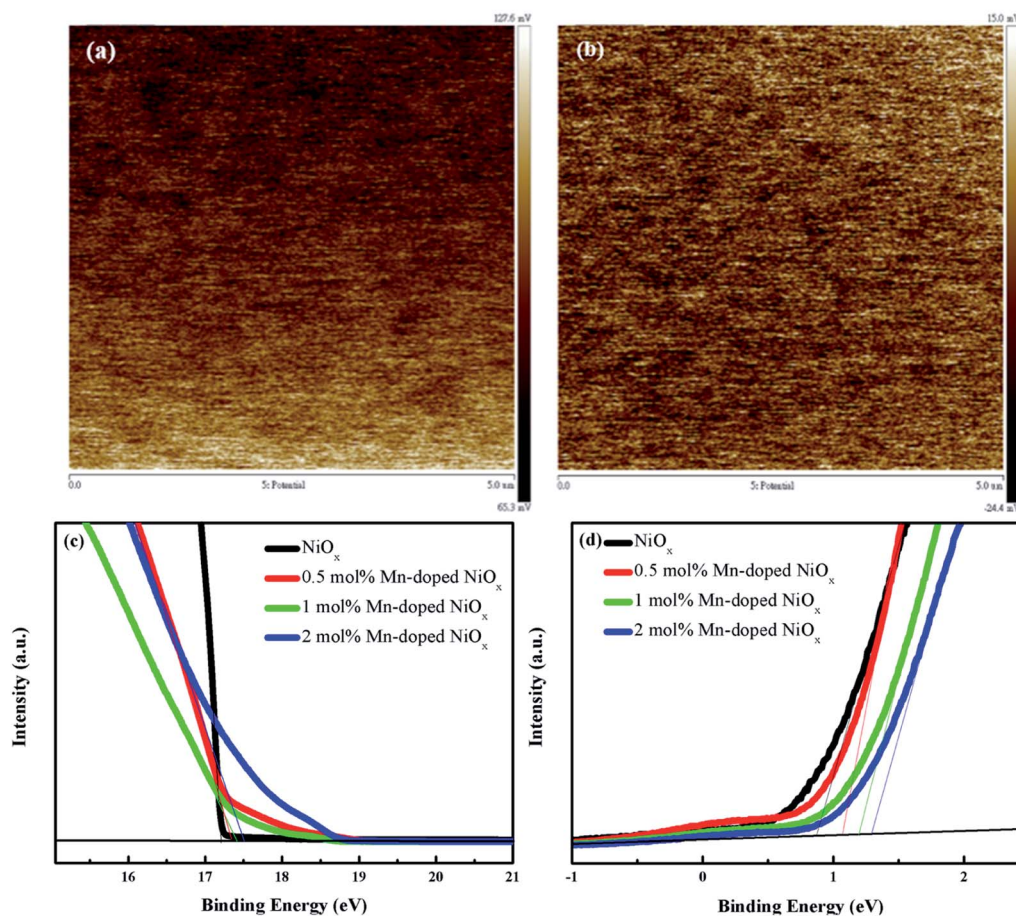 127.6 mV
(a)
0.0 5: Potential 5.0 um
65.3 mV
15.0 mV
(b)
0.0 5: Potential 5.0 um
-24.4 mV
(c)
NiOₓ
0.5 mol% Mn-doped NiOₓ
1 mol% Mn-doped NiOₓ
2 mol% Mn-doped NiOₓ
Intensity (a.u.)
16 17 18 19 20 21
Binding Energy (eV)
(d)
NiOₓ
0.5 mol% Mn-doped NiOₓ
1 mol% Mn-doped NiOₓ
2 mol% Mn-doped NiOₓ
Intensity (a.u.)
-1 0 1 2
Binding Energy (eV)